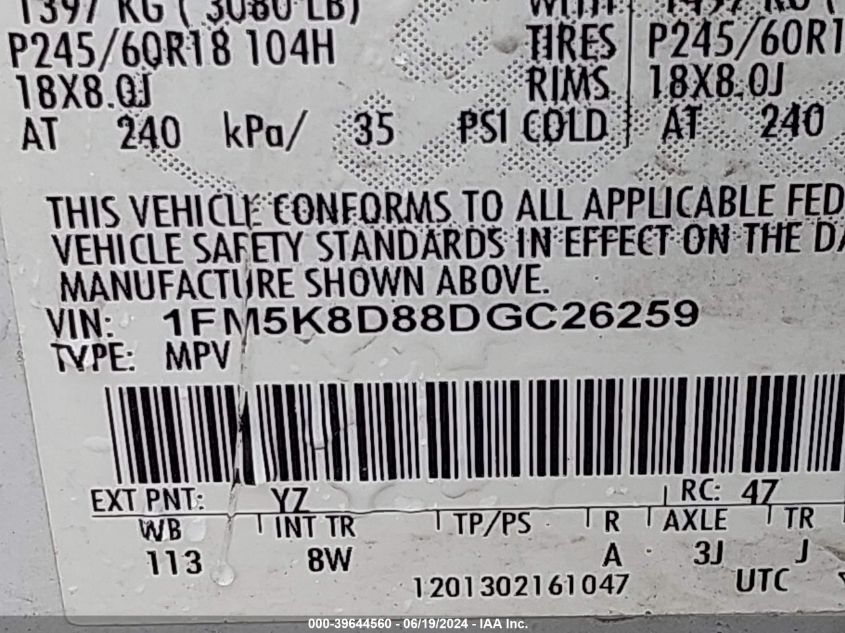 1397 KG ( 3080 LB)
P245/60R18 104H TIRES P245/60R1
18X8.0J RIMS 18X8.0J
AT 240 kPa/ 35 PSI COLD AT 240
THIS VEHICLE CONFORMS TO ALL APPLICABLE FED
VEHICLE SAFETY STANDARDS IN EFFECT ON THE DA
MANUFACTURE SHOWN ABOVE.
VIN: 1FM5K8D88DGC26259
TYPE: MPV
EXT PNT: YZ RC: 47
WB INT TR TP/PS R AXLE TR
113 8W A 3J J
1201302161047 UTC
000-39644560 - 06/19/2024 - IAA Inc.